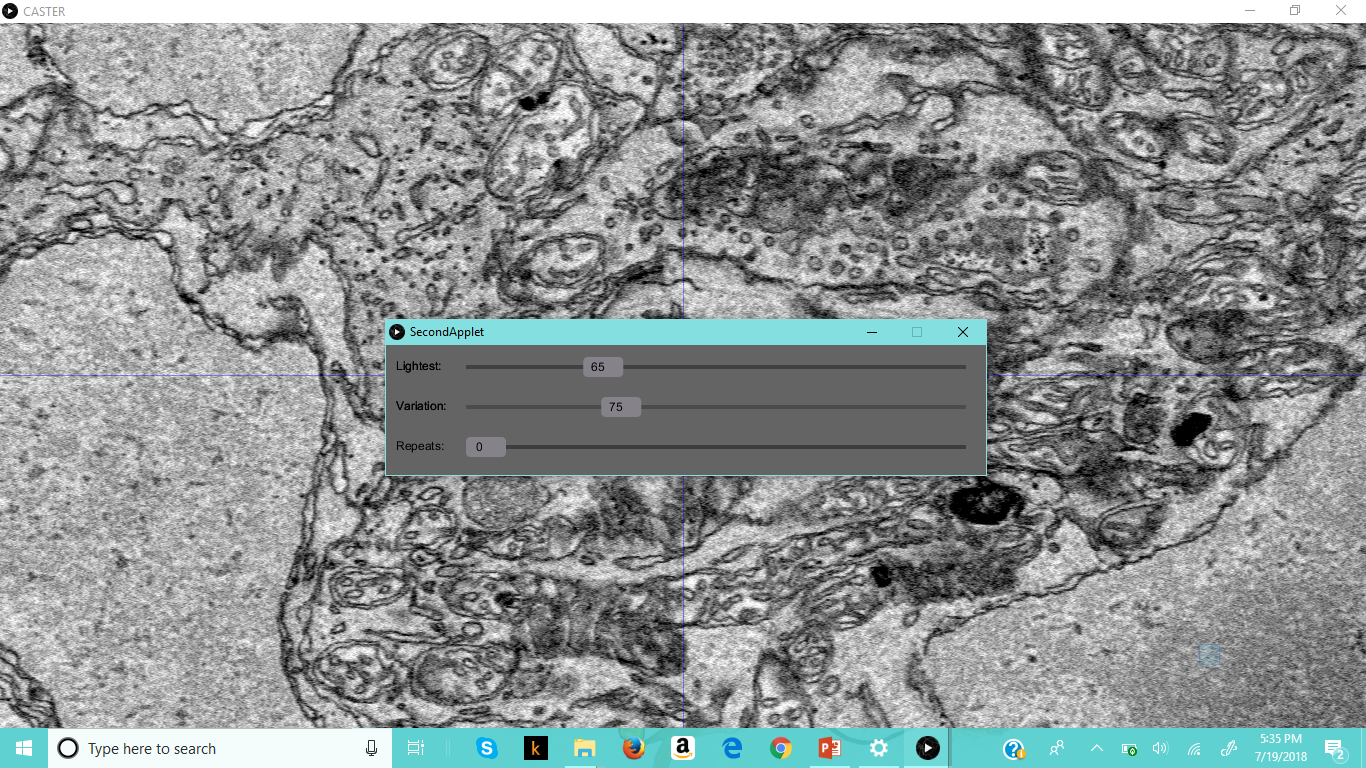 CASTER
SecondApplet
Lightest: 65
Variation: 75
Repeats: 0
Type here to search
k
a
5:35 PM
7/19/2018
2